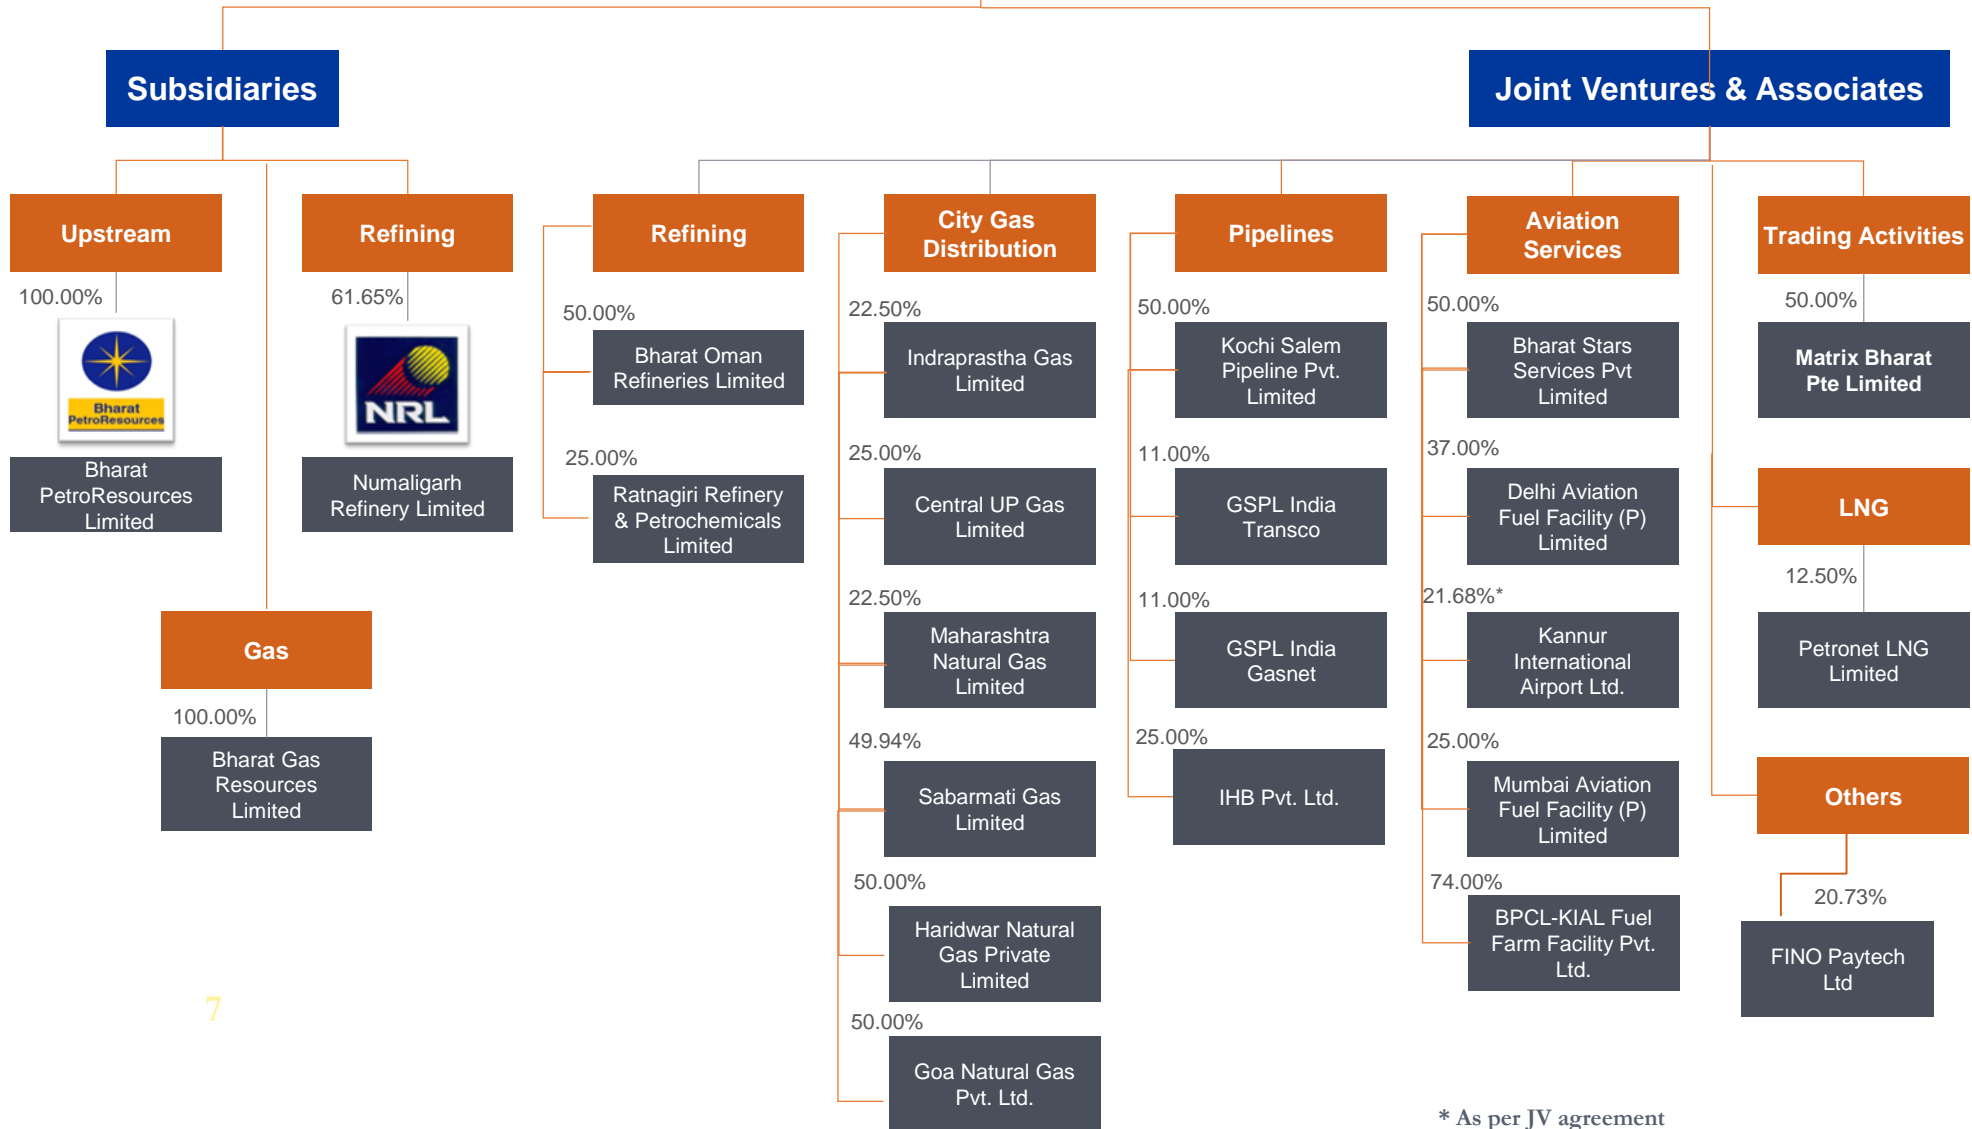 Subsidiaries
Joint Ventures & Associates
Upstream
100.00%
Bharat
PetroResources
Bharat
PetroResources
Limited
Refining
61.65%
NRL
Numaligarh
Refinery Limited
Gas
100.00%
Bharat Gas
Resources
Limited
Refining
50.00%
Bharat Oman
Refineries Limited
25.00%
Ratnagiri Refinery
& Petrochemicals
Limited
City Gas
Distribution
22.50%
Indraprastha Gas
Limited
25.00%
Central UP Gas
Limited
22.50%
Maharashtra
Natural Gas
Limited
49.94%
Sabarmati Gas
Limited
50.00%
Haridwar Natural
Gas Private
Limited
50.00%
Goa Natural Gas
Pvt. Ltd.
Pipelines
50.00%
Kochi Salem
Pipeline Pvt.
Limited
11.00%
GSPL India
Transco
11.00%
GSPL India
Gasnet
25.00%
IHB Pvt. Ltd.
Aviation
Services
50.00%
Bharat Stars
Services Pvt
Limited
37.00%
Delhi Aviation
Fuel Facility (P)
Limited
21.68%*
Kannur
International
Airport Ltd.
25.00%
Mumbai Aviation
Fuel Facility (P)
Limited
74.00%
BPCL-KIAL Fuel
Farm Facility Pvt.
Ltd.
Trading Activities
50.00%
Matrix Bharat
Pte Limited
LNG
12.50%
Petronet LNG
Limited
Others
20.73%
FINO Paytech
Ltd
7
* As per JV agreement